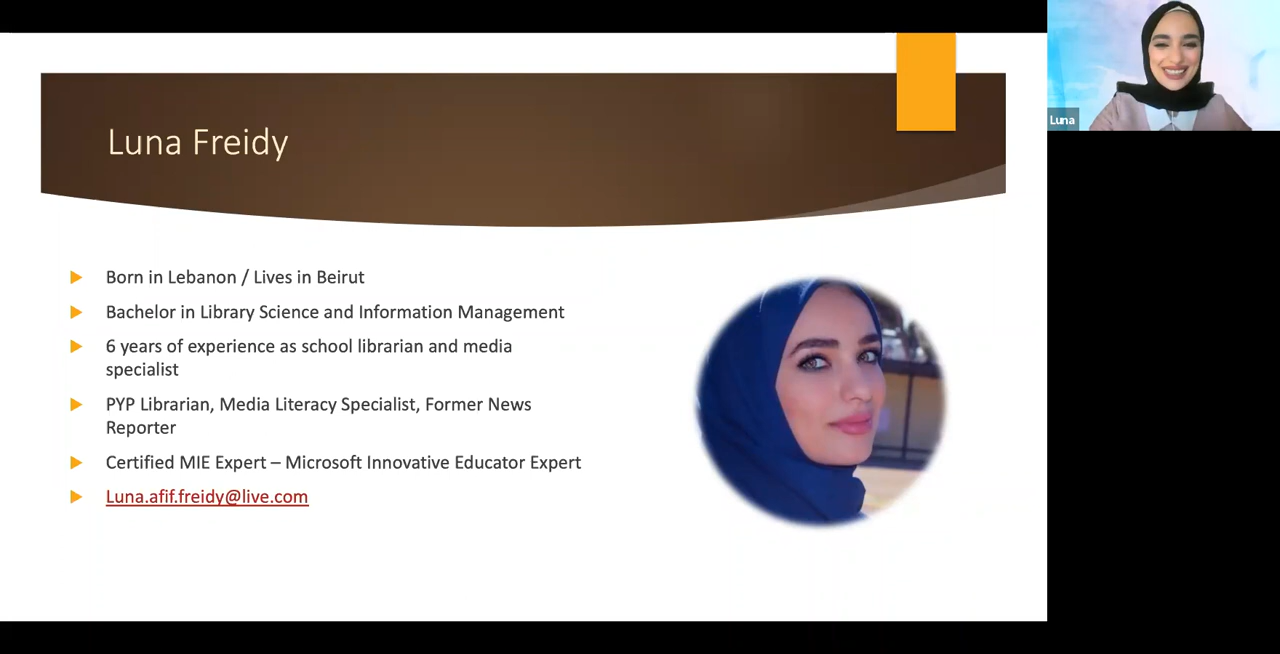 Luna Freidy
Born in Lebanon / Lives in Beirut
Bachelor in Library Science and Information Management
6 years of experience as school librarian and media
specialist
PYP Librarian, Media Literacy Specialist, Former News
Reporter
Certified MIE Expert – Microsoft Innovative Educator Expert
Luna.afif.freidy@live.com
Luna